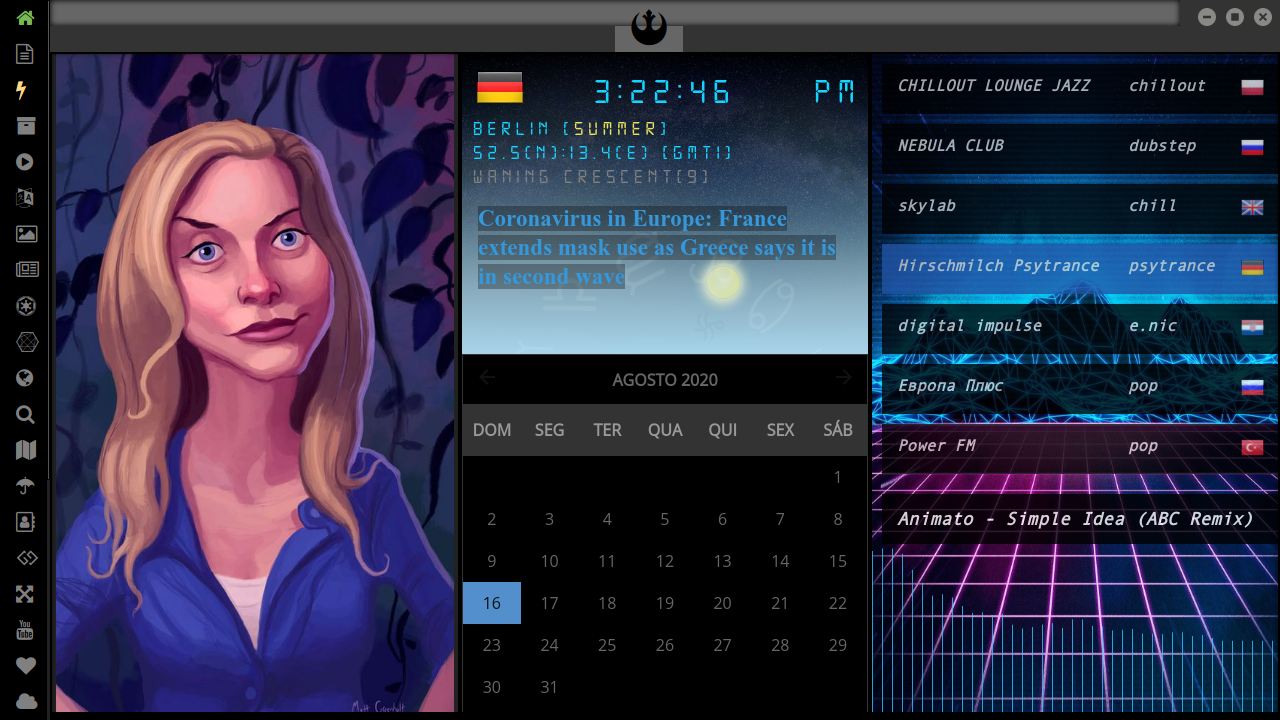 3:22:46 PM
BERLIN (SUMMER)
52.5(N):13.4(E) (GMT1)
WANING CRESCENT(9)
Coronavirus in Europe: France
extends mask use as Greece says it is
in second wave
AGOSTO 2020
DOM SEG TER QUA QUI SEX SÁB
1
2 3 4 5 6 7 8
9 10 11 12 13 14 15
16 17 18 19 20 21 22
23 24 25 26 27 28 29
30 31
CHILLOUT LOUNGE JAZZ chillout
NEBULA CLUB dubstep
skylab chill
Hirschmilch Psytrance psytrance
digital impulse e.nic
Европа Плюс pop
Power FM pop
Animato - Simple Idea (ABC Remix)
You
Tube